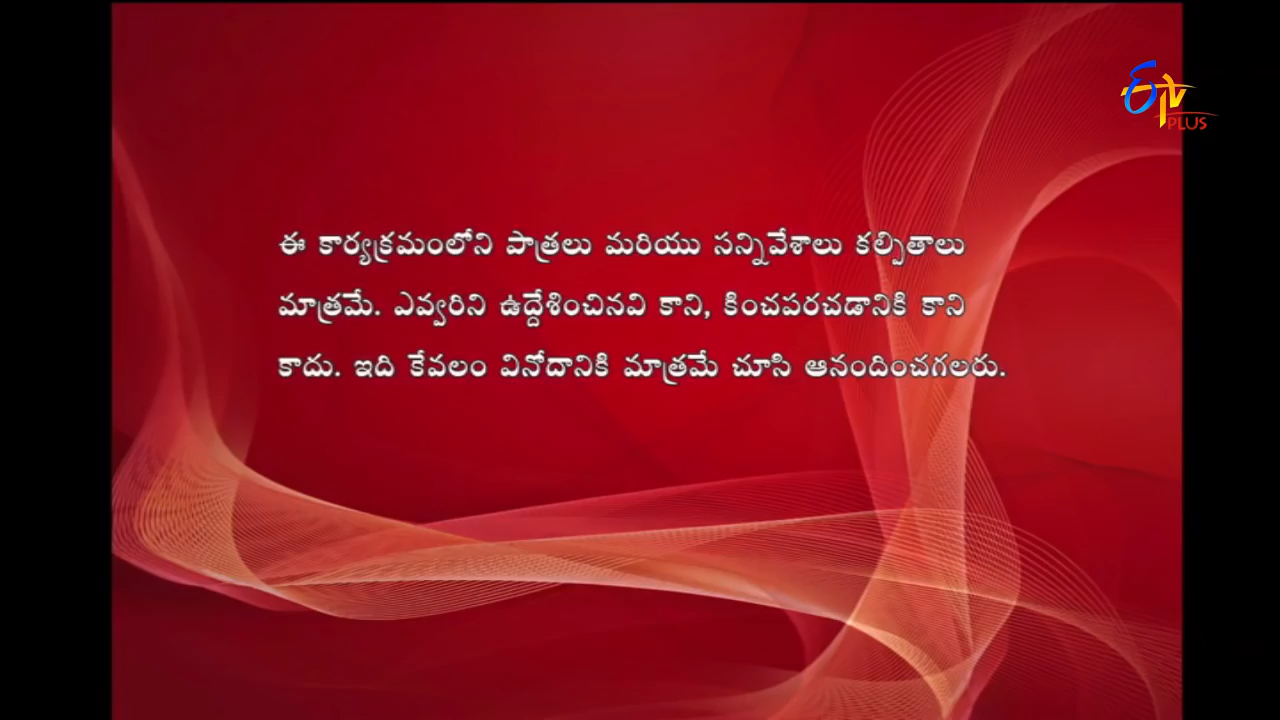 ETV
PLUS
ఈ కార్యక్రమంలోని పాత్రలు మరియు సన్నివేశాలు కల్పితాలు
మాత్రమే. ఎవ్వరిని ఉద్దేశించినవి కాని, కించపరచడానికి కాని
కాదు. ఇది కేవలం వినోదానికి మాత్రమే చూసి ఆనందించగలరు.